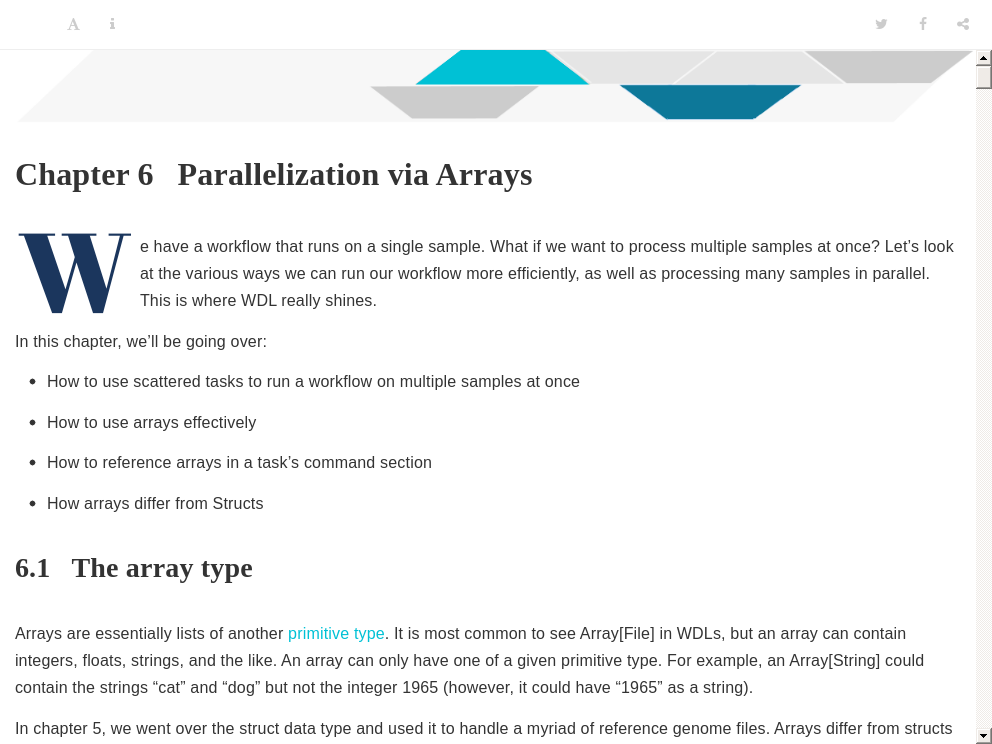 Chapter 6 Parallelization via Arrays
We have a workflow that runs on a single sample. What if we want to process multiple samples at once? Let’s look
at the various ways we can run our workflow more efficiently, as well as processing many samples in parallel.
This is where WDL really shines.
In this chapter, we’ll be going over:
• How to use scattered tasks to run a workflow on multiple samples at once
• How to use arrays effectively
• How to reference arrays in a task’s command section
• How arrays differ from Structs
6.1 The array type
Arrays are essentially lists of another primitive type. It is most common to see Array[File] in WDLs, but an array can contain
integers, floats, strings, and the like. An array can only have one of a given primitive type. For example, an Array[String] could
contain the strings “cat” and “dog” but not the integer 1965 (however, it could have “1965” as a string).
In chapter 5, we went over the struct data type and used it to handle a myriad of reference genome files. Arrays differ from structs